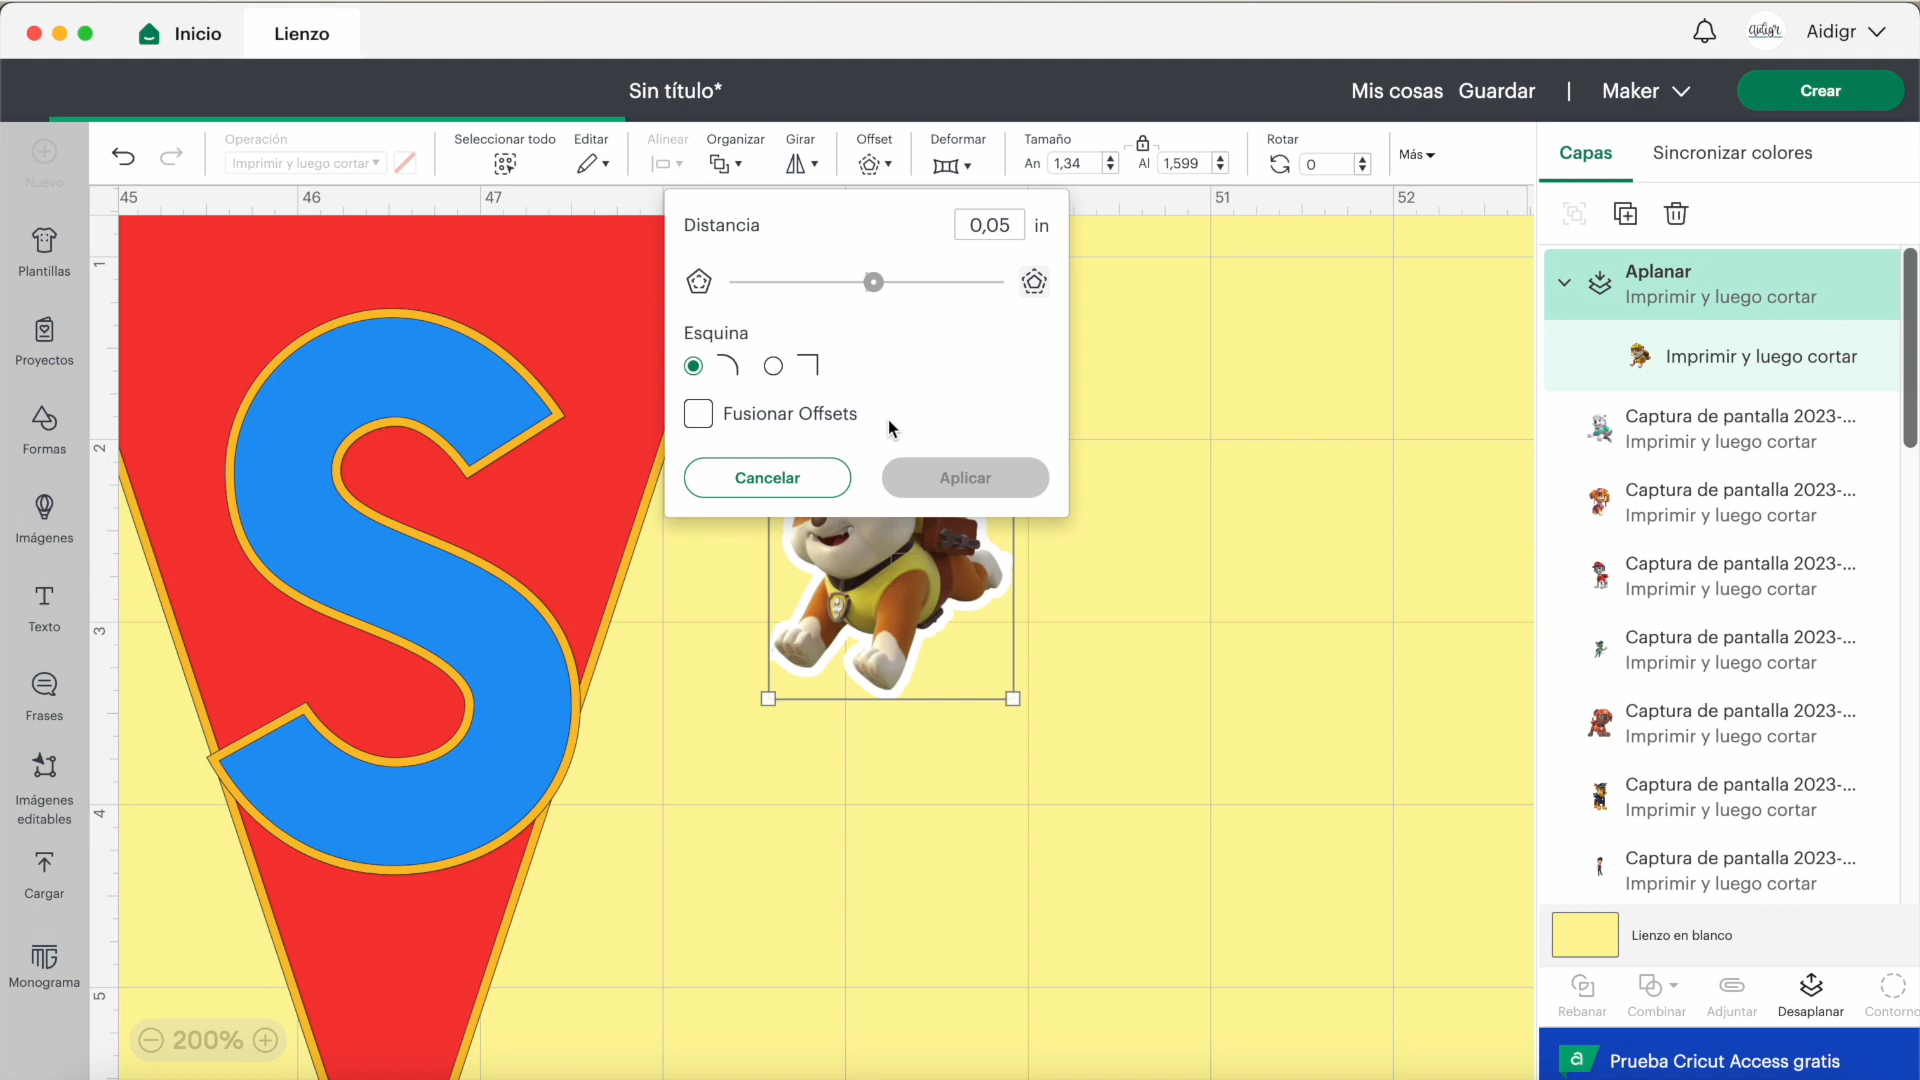 Inicio
Lienzo
aidigr
Aidigr
Sin título*
Mis cosas
Guardar
|
Maker
Crear
Nuevo
Operación
Imprimir y luego cortar
Seleccionar todo
Editar
Alinear
Organizar
Girar
Offset
Deformar
Tamaño
An
1,34
Al
1,599
Rotar
0
Más
Capas
Sincronizar colores
45
46
47
51
52
1
2
3
4
5
Plantillas
Proyectos
Formas
Imágenes
Texto
Frases
Imágenes
editables
Cargar
Monograma
Distancia
0,05 in
Esquina
Fusionar Offsets
Cancelar
Aplicar
S
200%
Aplanar
Imprimir y luego cortar
Imprimir y luego cortar
Captura de pantalla 2023-...
Imprimir y luego cortar
Captura de pantalla 2023-...
Imprimir y luego cortar
Captura de pantalla 2023-...
Imprimir y luego cortar
Captura de pantalla 2023-...
Imprimir y luego cortar
Captura de pantalla 2023-...
Imprimir y luego cortar
Captura de pantalla 2023-...
Imprimir y luego cortar
Captura de pantalla 2023-...
Imprimir y luego cortar
Lienzo en blanco
Rebanar
Combinar
Adjuntar
Desaplanar
Contorno
a
Prueba Cricut Access gratis